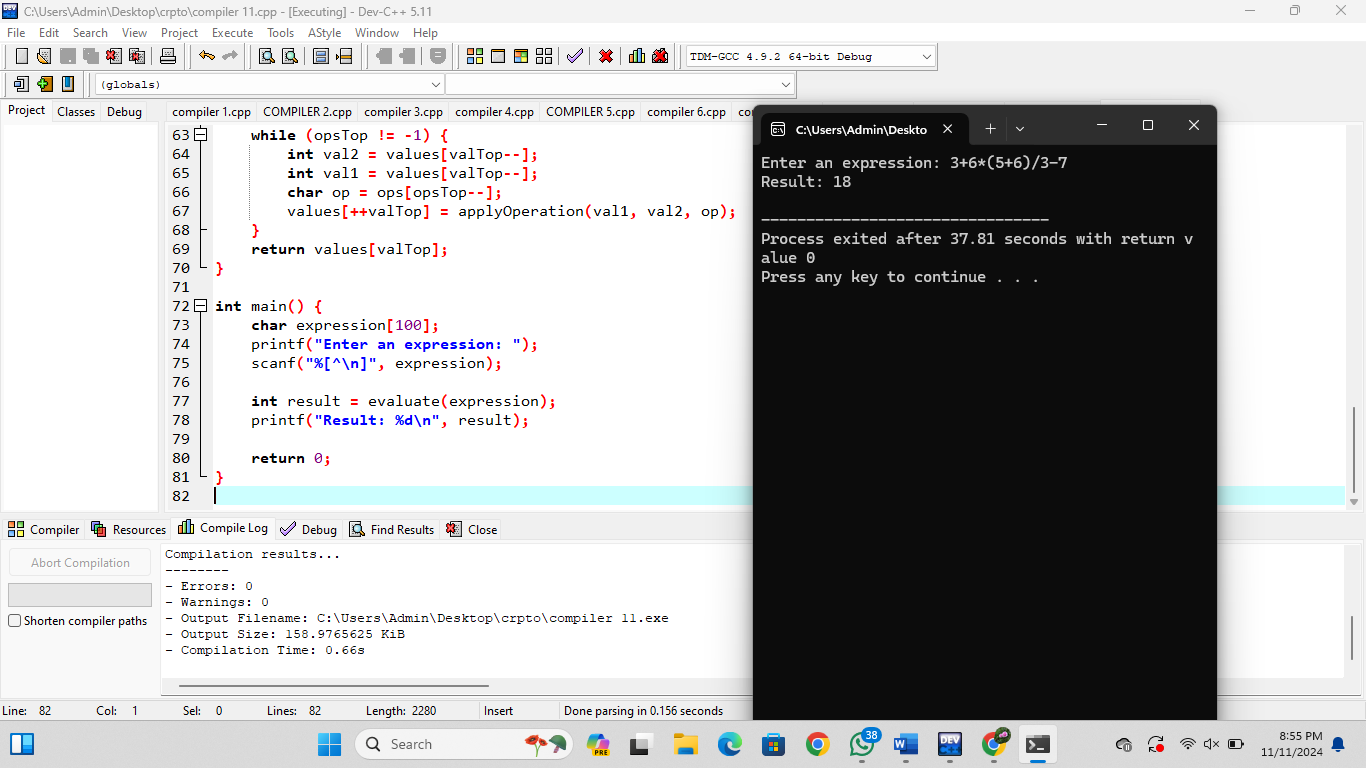 C:\Users\Admin\Desktop\crpto\compiler 11.cpp - [Executing] - Dev-C++ 5.11
File Edit Search View Project Execute Tools AStyle Window Help
TDM-GCC 4.9.2 64-bit Debug
(globals)
Project Classes Debug
compiler 1.cpp COMPILER 2.cpp compiler 3.cpp compiler 4.cpp COMPILER 5.cpp compiler 6.cpp
63 while (opsTop != -1) {
64 int val2 = values[valTop--];
65 int val1 = values[valTop--];
66 char op = ops[opsTop--];
67 values[++valTop] = applyOperation(val1, val2, op);
68 }
69 return values[valTop];
70 }
71
72 int main() {
73 char expression[100];
74 printf("Enter an expression: ");
75 scanf("%[^\n]", expression);
76
77 int result = evaluate(expression);
78 printf("Result: %d\n", result);
79
80 return 0;
81 }
82
C:\Users\Admin\Deskto
Enter an expression: 3+6*(5+6)/3-7
Result: 18
--------------------------------
Process exited after 37.81 seconds with return v
alue 0
Press any key to continue . . .
Compiler Resources Compile Log Debug Find Results Close
Abort Compilation
Shorten compiler paths
Compilation results...
--------
- Errors: 0
- Warnings: 0
- Output Filename: C:\Users\Admin\Desktop\crpto\compiler 11.exe
- Output Size: 158.9765625 KiB
- Compilation Time: 0.66s
Line: 82 Col: 1 Sel: 0 Lines: 82 Length: 2280 Insert Done parsing in 0.156 seconds
Search
PRE
38
DEV
8:55 PM
11/11/2024